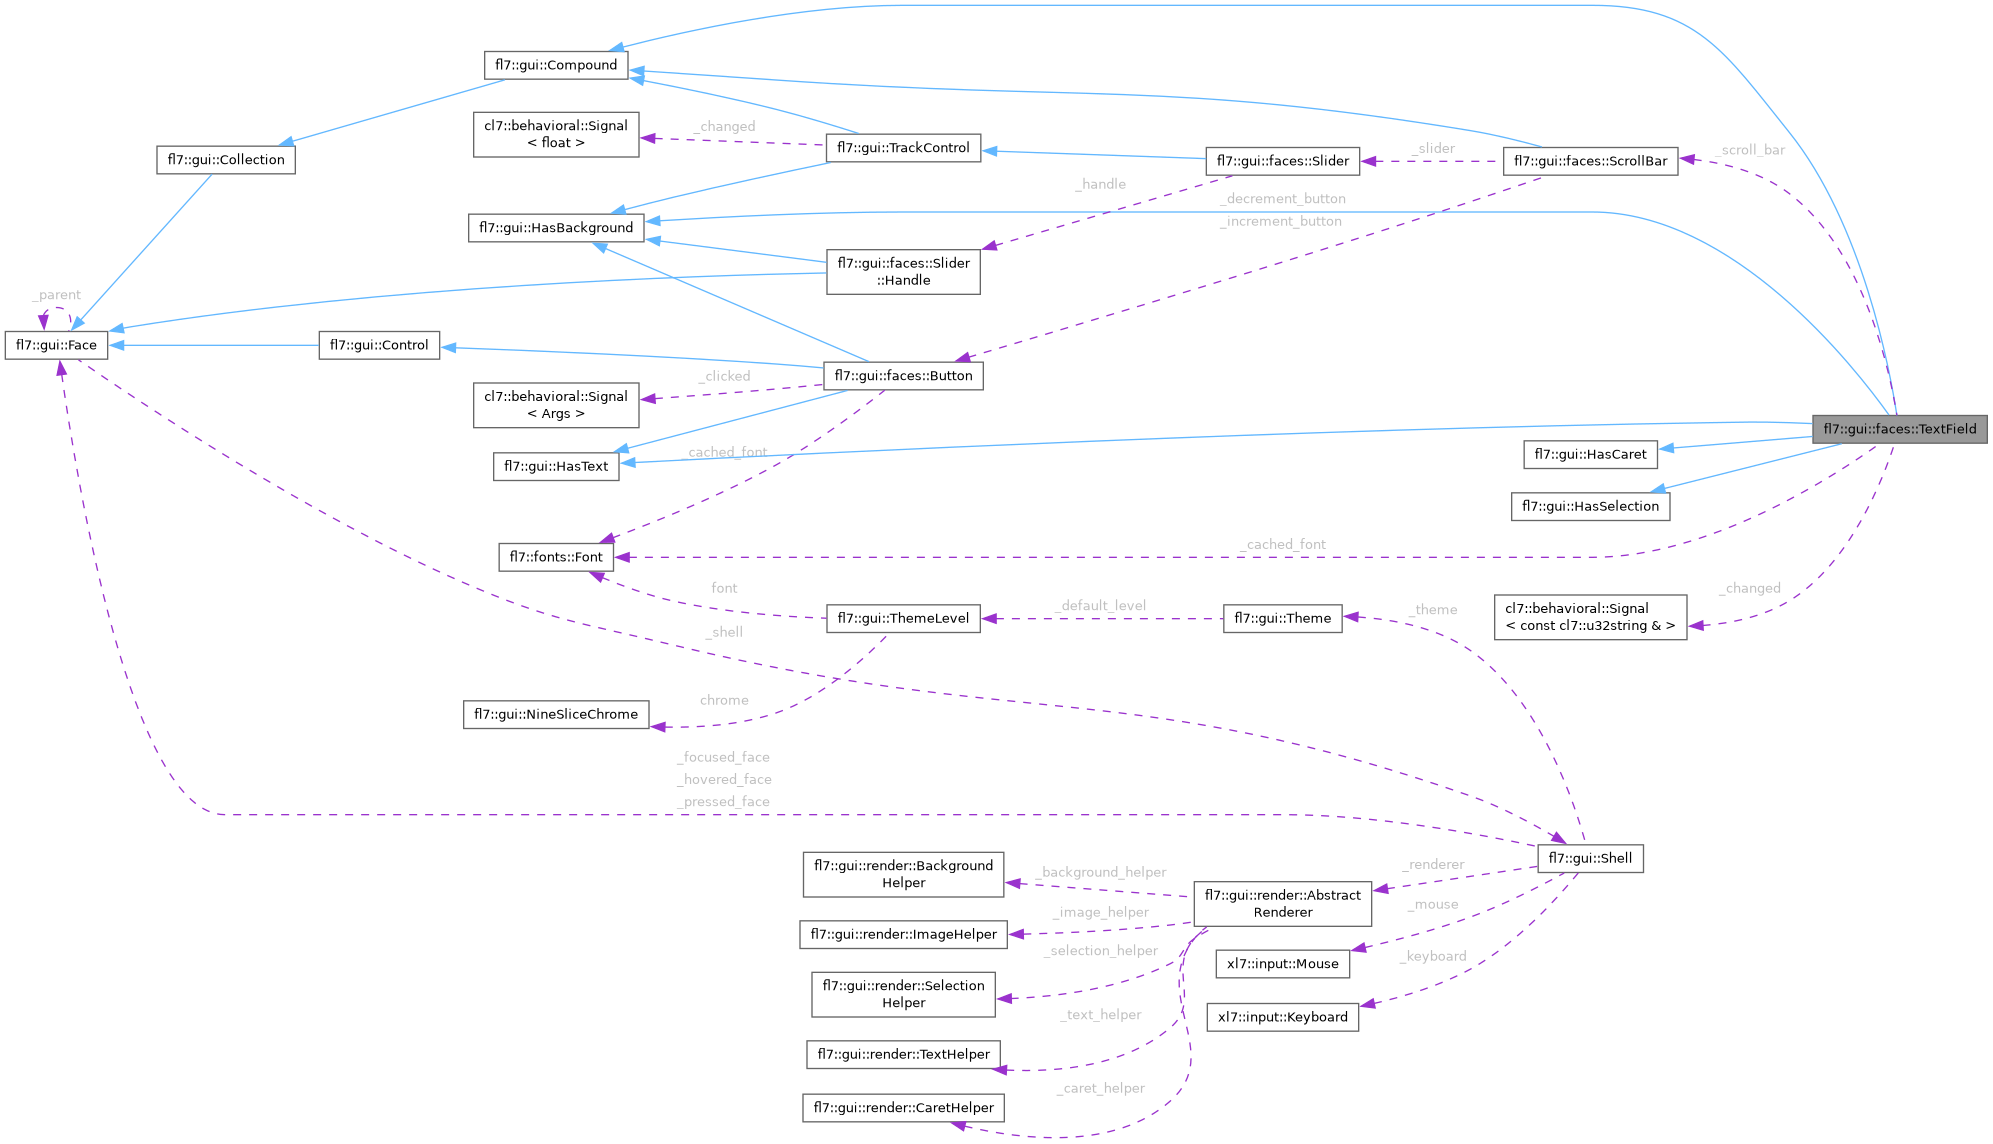 fl7::gui::Compound
cl7::behavioral::Signal
< float >
_changed
fl7::gui::TrackControl
fl7::gui::Collection
fl7::gui::faces::Slider
_slider
fl7::gui::faces::ScrollBar
_scroll_bar
_handle
_decrement_button
_increment_button
fl7::gui::HasBackground
fl7::gui::faces::Slider
::Handle
_parent
fl7::gui::Face
fl7::gui::Control
fl7::gui::faces::Button
_clicked
cl7::behavioral::Signal
< Args >
fl7::gui::faces::TextField
fl7::gui::HasText
_cached_font
fl7::gui::HasCaret
fl7::gui::HasSelection
fl7::fonts::Font
_cached_font
font
fl7::gui::ThemeLevel
_default_level
fl7::gui::Theme
_theme
_changed
cl7::behavioral::Signal
< const cl7::u32string & >
_shell
fl7::gui::NineSliceChrome
chrome
_focused_face
_hovered_face
_pressed_face
fl7::gui::Shell
fl7::gui::render::Background
Helper
_background_helper
fl7::gui::render::Abstract
Renderer
_renderer
_image_helper
fl7::gui::render::ImageHelper
_mouse
_selection_helper
xl7::input::Mouse
_keyboard
fl7::gui::render::Selection
Helper
_text_helper
xl7::input::Keyboard
fl7::gui::render::TextHelper
_caret_helper
fl7::gui::render::CaretHelper